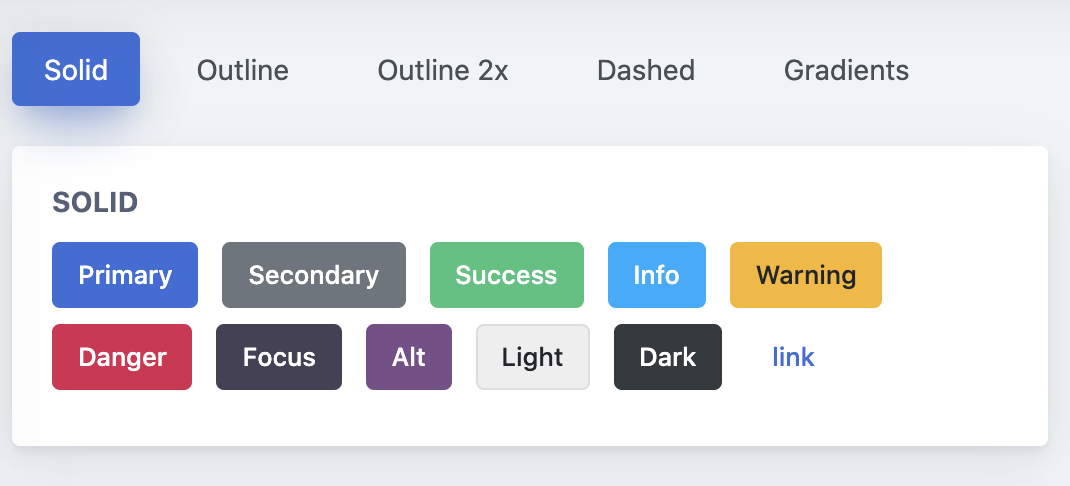 Solid Outline Outline 2x Dashed Gradients
SOLID
Primary Secondary Success Info Warning
Danger Focus Alt Light Dark link